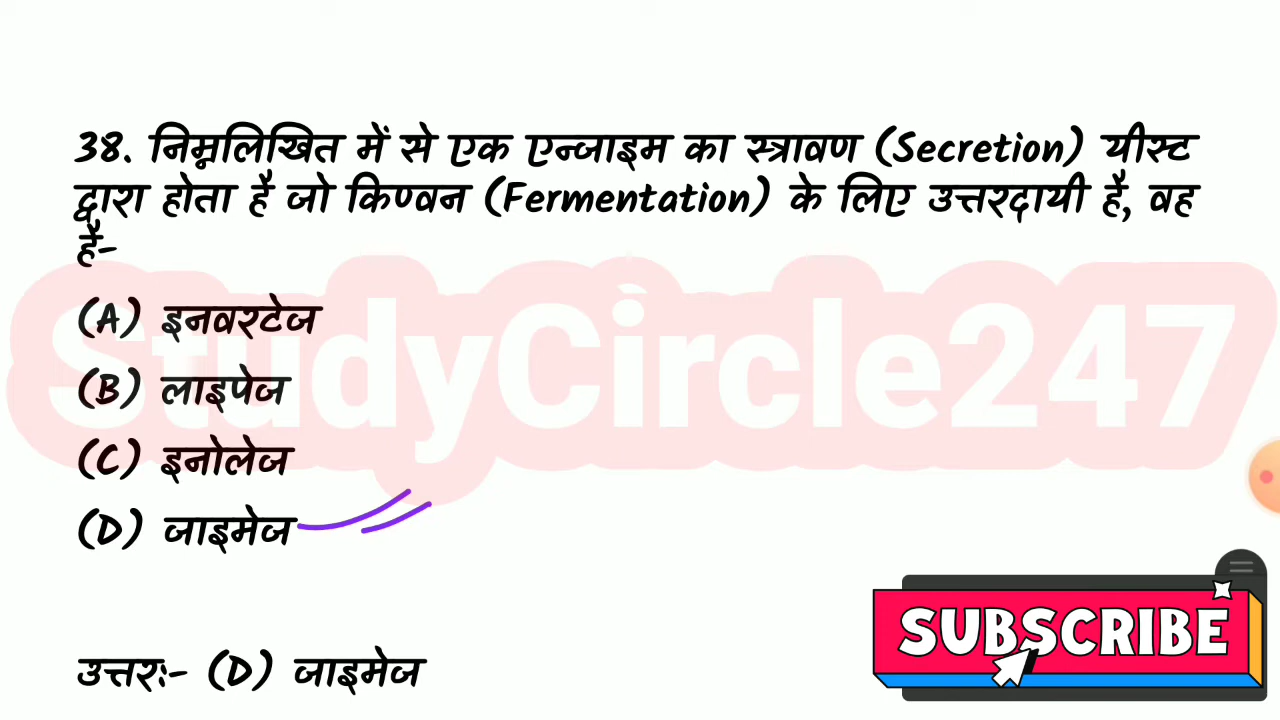 38. निम्नलिखित में से एक एन्जाइम का स्त्रावण (Secretion) यीस्ट
द्वारा होता है जो किण्वन (Fermentation) के लिए उत्तरदायी है, वह
है-
(A) इनवरटेज
(B) लाइपेज
(C) इनोलेज
(D) जाइमेज
उत्तर:- (D) जाइमेज
StudyCircle247
SUBSCRIBE